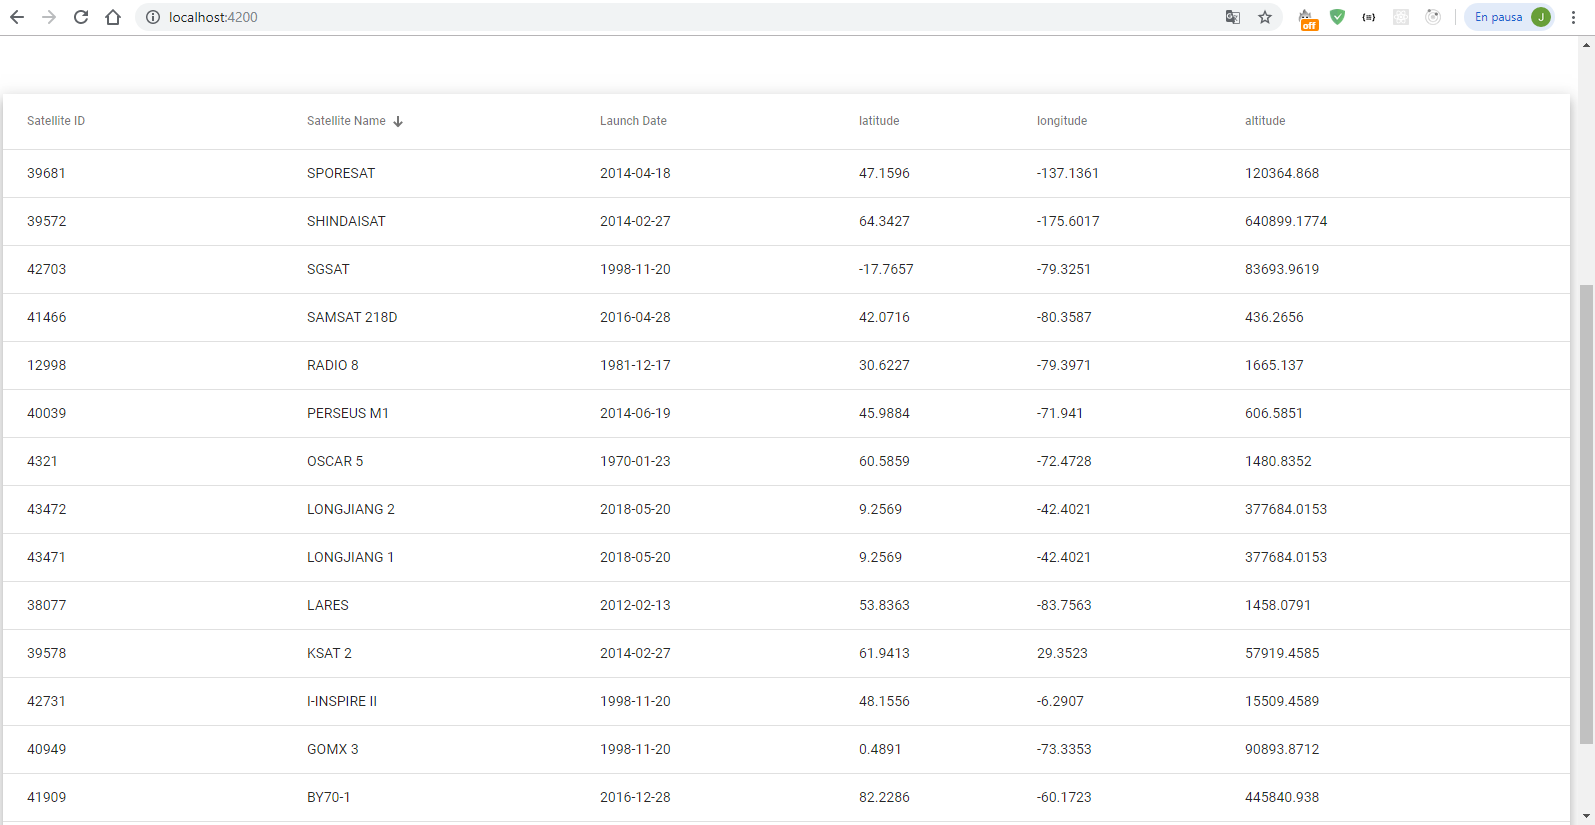 localhost:4200
off
En pausa
J
Satellite ID Satellite Name Launch Date latitude longitude altitude
39681 SPORESAT 2014-04-18 47.1596 -137.1361 120364.868
39572 SHINDAISAT 2014-02-27 64.3427 -175.6017 640899.1774
42703 SGSAT 1998-11-20 -17.7657 -79.3251 83693.9619
41466 SAMSAT 218D 2016-04-28 42.0716 -80.3587 436.2656
12998 RADIO 8 1981-12-17 30.6227 -79.3971 1665.137
40039 PERSEUS M1 2014-06-19 45.9884 -71.941 606.5851
4321 OSCAR 5 1970-01-23 60.5859 -72.4728 1480.8352
43472 LONGJIANG 2 2018-05-20 9.2569 -42.4021 377684.0153
43471 LONGJIANG 1 2018-05-20 9.2569 -42.4021 377684.0153
38077 LARES 2012-02-13 53.8363 -83.7563 1458.0791
39578 KSAT 2 2014-02-27 61.9413 29.3523 57919.4585
42731 I-INSPIRE II 1998-11-20 48.1556 -6.2907 15509.4589
40949 GOMX 3 1998-11-20 0.4891 -73.3353 90893.8712
41909 BY70-1 2016-12-28 82.2286 -60.1723 445840.938